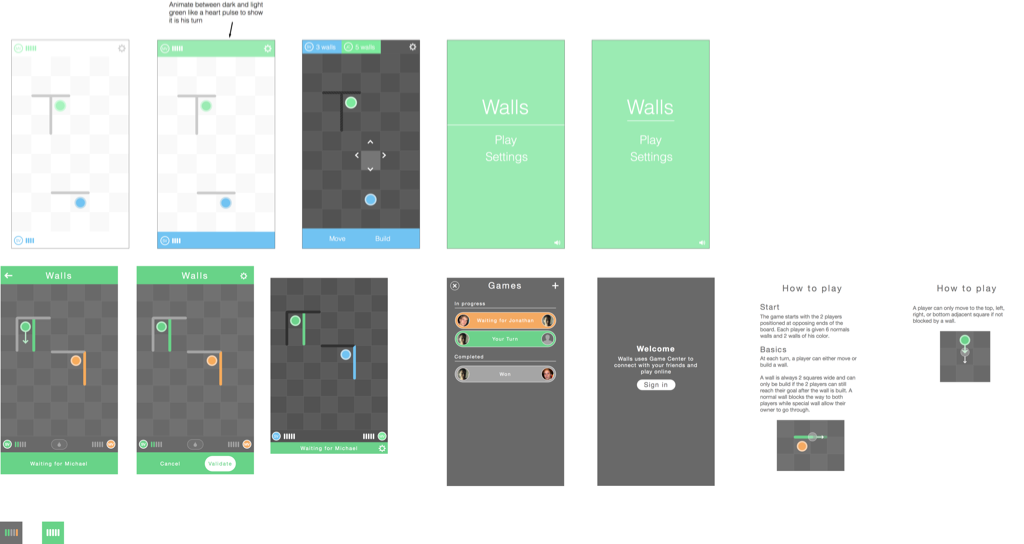 Animate between dark and light
green like a heart pulse to show
it is his turn
3 walls
5 walls
Move
Build
Walls
Play
Settings
Walls
Play
Settings
Walls
Waiting for Michael
Walls
Cancel
Validate
Waiting for Michael
Games
In progress
Waiting for Jonathan
Your Turn
Completed
Won
Welcome
Walls uses Game Center to
connect with your friends and
play online
Sign in
How to play
Start
The game starts with the 2 players
positioned at opposing ends of the
board. Each player is given 6 normals
walls and 2 walls of his color.
Basics
At each turn, a player can either move or
build a wall.
A wall is always 2 squares wide and can
only be build if the 2 players can still
reach their goal after the wall is built. A
normal wall blocks the way to both
players while special wall allow their
owner to go through.
How to play
A player can only move to the top, left,
right, or bottom adjacent square if not
blocked by a wall.